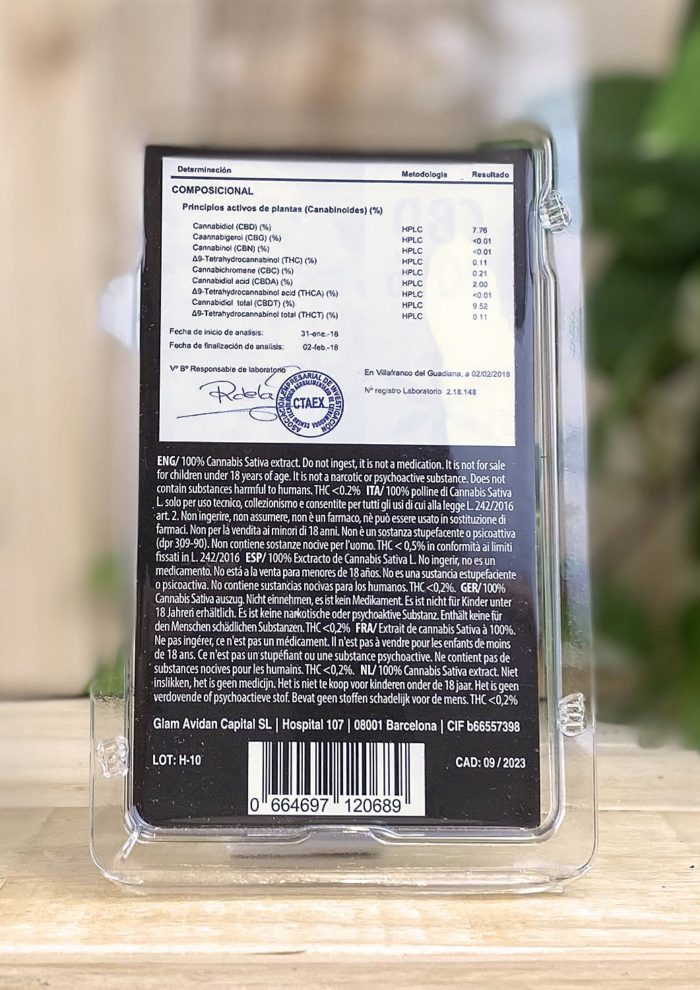 Determinación Metodología Resultado
COMPOSICIONAL
Principios activos de plantas (Canabinoides) (%)
Cannabidiol (CBD) (%) HPLC 7.76
Caannabigerol (CBG) (%) HPLC <0.01
Cannabinol (CBN) (%) HPLC <0.01
Δ9-Tetrahydrocannabinol (THC) (%) HPLC 0.11
Cannabichromene (CBC) (%) HPLC 0.21
Cannabidiol acid (CBDA) (%) HPLC 2.00
Δ9-Tetrahydrocannabinol acid (THCA) (%) HPLC <0.01
Cannabidiol total (CBDT) (%) HPLC 9.52
Δ9-Tetrahydrocannabinol total (THCT) (%) HPLC 0.11
Fecha de inicio de analisis: 31-ene.-18
Fecha de finalización de analisis: 02-feb.-18
Vº Bº Responsable de laboratorio
En Villafranco del Guadiana, a 02/02/2018
Nº registro Laboratorio 2.18.148
ASOCIACIÓN EMPRESARIAL DE INVESTIGACIÓN
CTAEX
ENG/ 100% Cannabis Sativa extract. Do not ingest, it is not a medication. It is not for sale
for children under 18 years of age. It is not a narcotic or psychoactive substance. Does not
contain substances harmful to humans. THC <0.2% ITA/ 100% polline di Cannabis Sativa
L. solo per uso tecnico, collezionismo e consentite per tutti gli usi di cui alla legge L. 242/2016
art. 2. Non ingerire, non assumere, non è un farmaco, nè può essere usato in sostituzione di
farmaci. Non per là vendita ai minori di 18 anni. Non è un sostanza stupefacente o psicoattiva
(dpr 309-90). Non contiene sostanze nocive per l'uomo. THC < 0,5% in conformità ai limiti
fissati in L. 242/2016 ESP/ 100% Exctracto de Cannabis Sativa L. No ingerir, no es un
medicamento. No está a la venta para menores de 18 años. No es una sustancia estupefaciente
o psicoactiva. No contiene sustancias nocivas para los humanos. THC <0,2%. GER/ 100%
Cannabis Sativa auszug. Nicht einnehmen, es ist kein Medikament. Es ist nicht für Kinder unter
18 Jahren erhältlich. Es ist keine narkotische oder psychoaktive Substanz. Enthält keine für
den Menschen schädlichen Substanzen. THC <0,2% FRA/ Extrait de cannabis Sativa à 100%.
Ne pas ingérer, ce n'est pas un médicament. Il n'est pas à vendre pour les enfants de moins
de 18 ans. Ce n'est pas un stupéfiant ou une substance psychoactive. Ne contient pas de
substances nocives pour les humains. THC <0,2%. NL/ 100% Cannabis Sativa extract. Niet
inslikken, het is geen medicijn. Het is niet te koop voor kinderen onder de 18 jaar. Het is geen
verdovende of psychoactieve stof. Bevat geen stoffen schadelijk voor de mens. THC <0,2%
Glam Avidan Capital SL | Hospital 107 | 08001 Barcelona | CIF b66557398
LOT: H-10 CAD: 09 / 2023
0 664697 120689